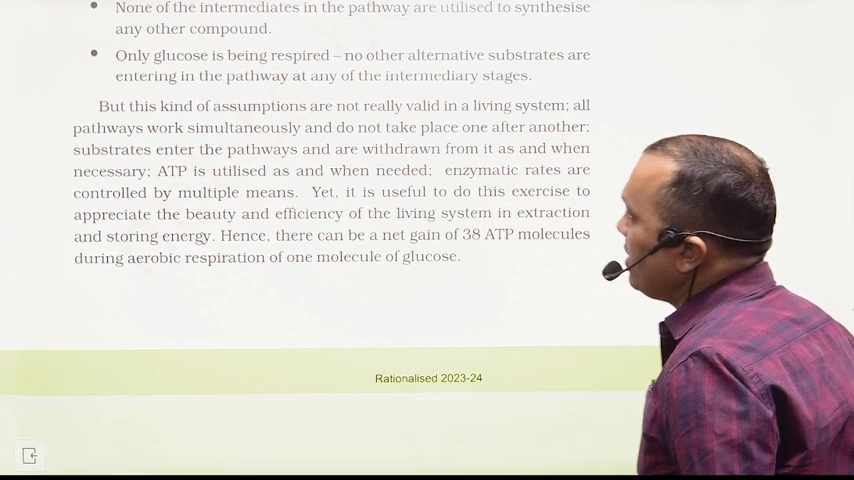 • None of the intermediates in the pathway are utilised to synthesise
any other compound.
• Only glucose is being respired – no other alternative substrates are
entering in the pathway at any of the intermediary stages.
But this kind of assumptions are not really valid in a living system; all
pathways work simultaneously and do not take place one after another;
substrates enter the pathways and are withdrawn from it as and when
necessary; ATP is utilised as and when needed; enzymatic rates are
controlled by multiple means. Yet, it is useful to do this exercise to
appreciate the beauty and efficiency of the living system in extraction
and storing energy. Hence, there can be a net gain of 38 ATP molecules
during aerobic respiration of one molecule of glucose.
Rationalised 2023-24